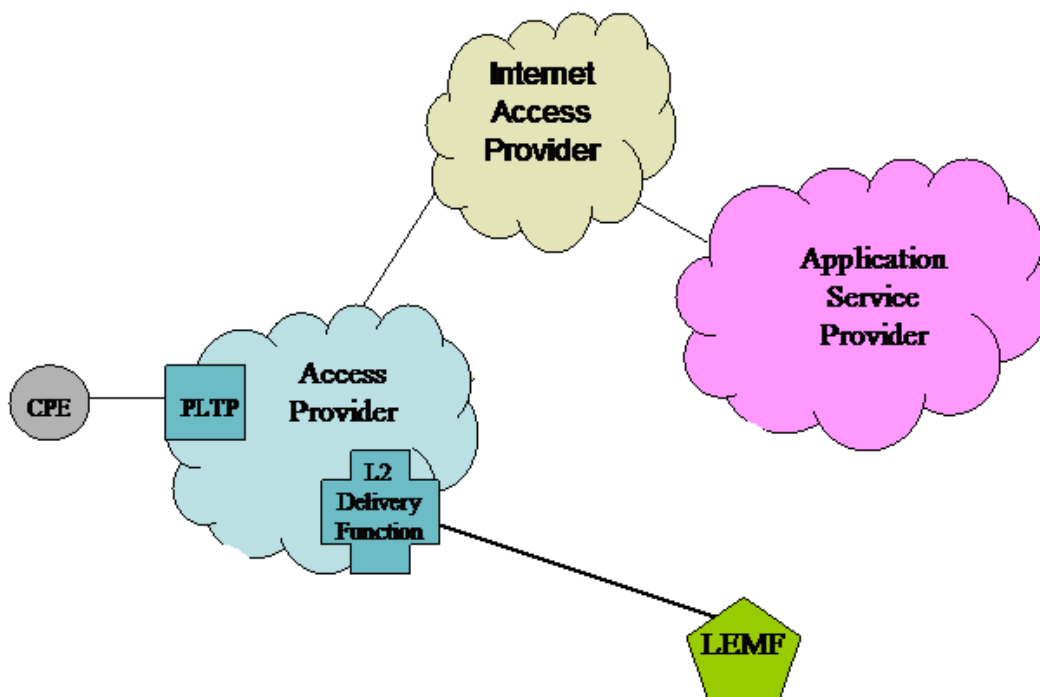 Internet
Access
Provider
Application
Service
Provider
Access
Provider
CPE
PLTP
L2
Delivery
Function
LEMF